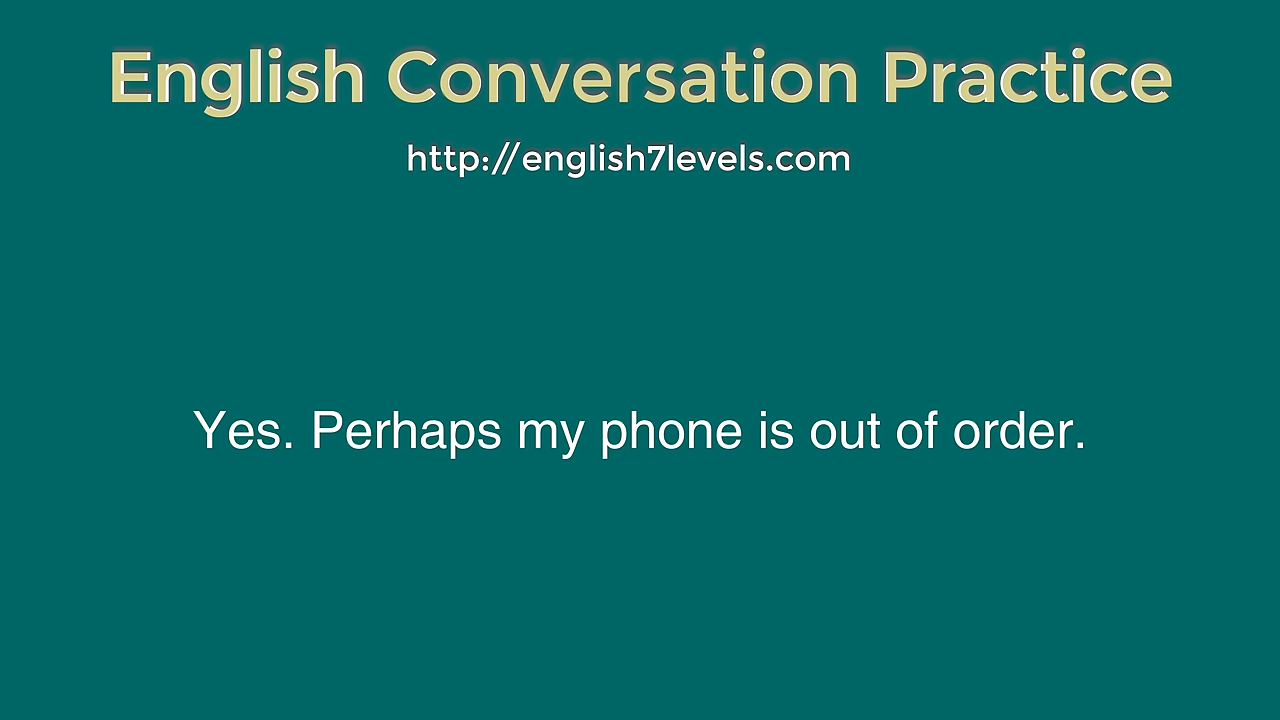 English Conversation Practice
http://english7levels.com
Yes. Perhaps my phone is out of order.